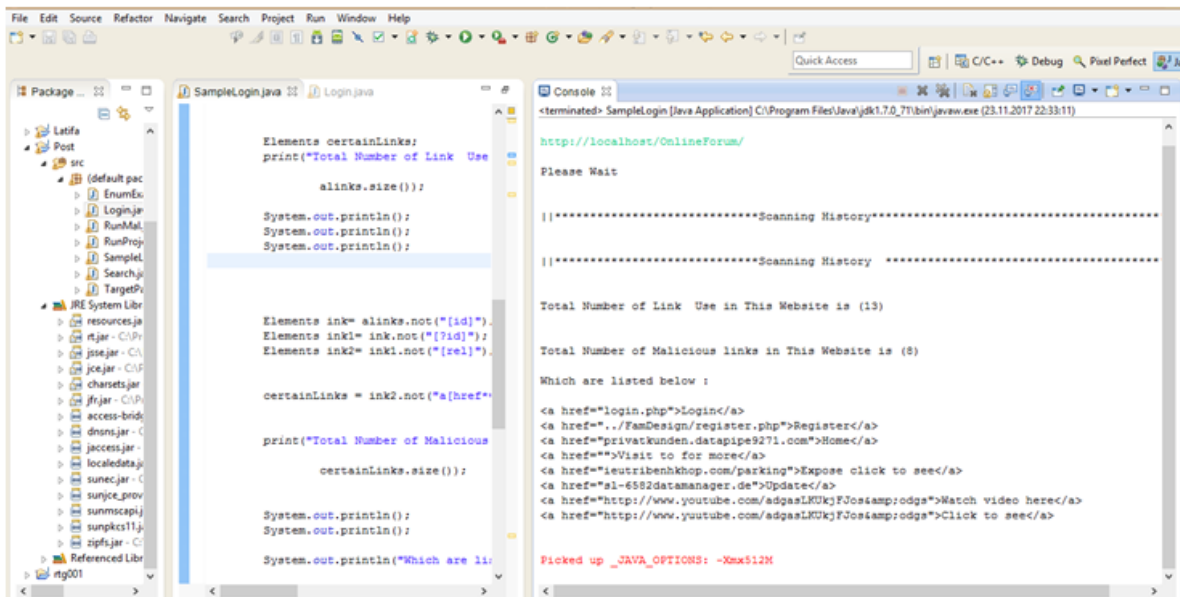 File Edit Source Refactor Navigate Search Project Run Window Help
Quick Access
C/C++ Debug Pixel Perfect
Package ...
Latifa
Post
src
(default pac
EnumExa
Login.jav
RunMal.
RunProj
SampleL
Search.ja
TargetPa
JRE System Libr
resources.ja
rt.jar - C:\Pr
jsse.jar - C:\
jce.jar - C:\P
charsets.jar
jfr.jar - C:\Pr
access-bridg
dnsns.jar - C
jaccess.jar -
localedata.ja
sunec.jar - C
sunjce_prov
sunmscapi.j
sunpkcs11.j
zipfs.jar - C:
Referenced Libr
rtg001
SampleLogin.java Login.java
Elements certainLinks;
print("Total Number of Link  Use
alinks.size());
System.out.println();
System.out.println();
System.out.println();
Elements ink= alinks.not("[id]").
Elements ink1= ink.not("[?id]");
Elements ink2= ink1.not("[rel]").
certainLinks = ink2.not("a[href*=
print("Total Number of Malicious
certainLinks.size());
System.out.println();
System.out.println();
System.out.println("Which are li
Console
<terminated> SampleLogin [Java Application] C:\Program Files\Java\jdk1.7.0_71\bin\javaw.exe (23.11.2017 22:33:11)
http://localhost/OnlineForum/
Please Wait
||*****************************Scanning History*****************************************
||*****************************Scanning History  ***************************************
Total Number of Link  Use in This Website is (13)
Total Number of Malicious links in This Website is (8)
Which are listed below :
<a href="login.php">Login</a>
<a href="../FamDesign/register.php">Register</a>
<a href="privatkunden.datapipe9271.com">Home</a>
<a href="">Visit to for more</a>
<a href="ieutribenhkhop.com/parking">Expose click to see</a>
<a href="sl-6582datamanager.de">Update</a>
<a href="http://www.youtube.com/adgasLKUkjFJos&amp;odgs">Watch video here</a>
<a href="http://www.yuutube.com/adgasLKUkjFJos&amp;odgs">Click to see</a>
Picked up _JAVA_OPTIONS: -Xmx512M